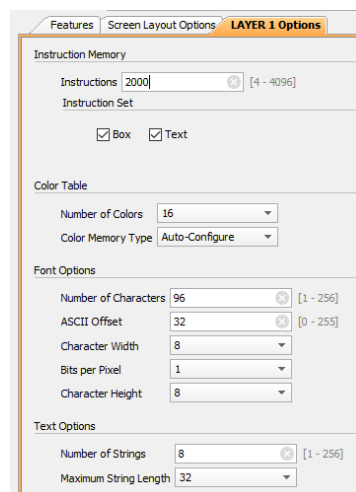 Features Screen Layout Options LAYER 1 Options
Instruction Memory
Instructions 2000 [4 - 4096]
Instruction Set
Box Text
Color Table
Number of Colors 16
Color Memory Type Auto-Configure
Font Options
Number of Characters 96 [1 - 256]
ASCII Offset 32 [0 - 255]
Character Width 8
Bits per Pixel 1
Character Height 8
Text Options
Number of Strings 8 [1 - 256]
Maximum String Length 32